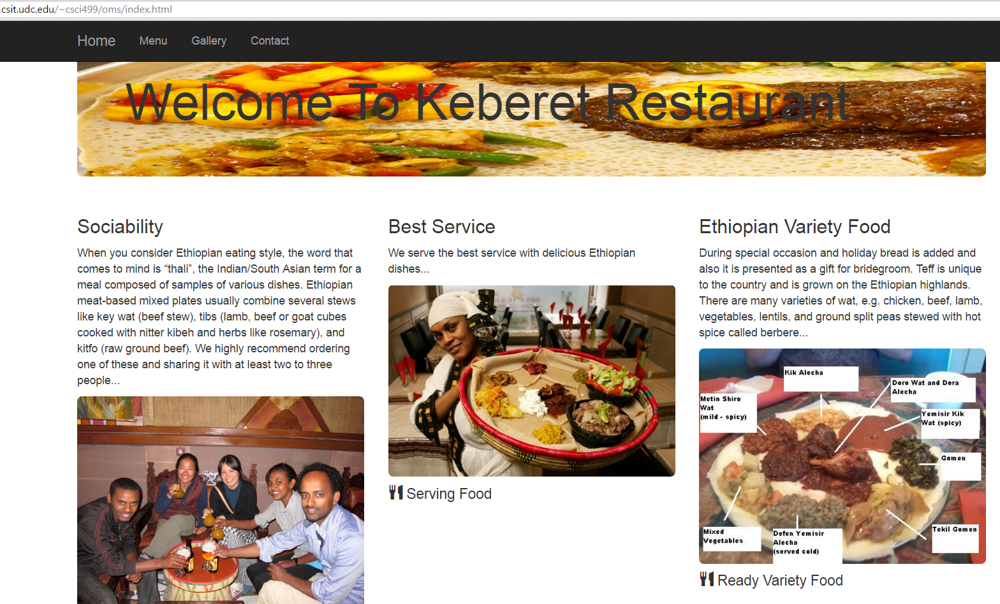 csit.udc.edu/~csci499/oms/index.html
Home Menu Gallery Contact
Welcome To Keberet Restaurant
Sociability
When you consider Ethiopian eating style, the word that
comes to mind is “thali”, the Indian/South Asian term for a
meal composed of samples of various dishes. Ethiopian
meat-based mixed plates usually combine several stews
like key wat (beef stew), tibs (lamb, beef or goat cubes
cooked with nitter kibeh and herbs like rosemary), and
kitfo (raw ground beef). We highly recommend ordering
one of these and sharing it with at least two to three
people...
Best Service
We serve the best service with delicious Ethiopian
dishes...
Serving Food
Ethiopian Variety Food
During special occasion and holiday bread is added and
also it is presented as a gift for bridegroom. Teff is unique
to the country and is grown on the Ethiopian highlands.
There are many varieties of wat, e.g. chicken, beef, lamb,
vegetables, lentils, and ground split peas stewed with hot
spice called berbere...
Kik Alecha
Doro Wat and Dora
Alecha
Metin Shiro
Wat
(mild - spicy)
Yemisir Kik
Wat (spicy)
Gomen
Mixed
Vegetables
Defen Yemisir
Alecha
(served cold)
Tekil Gomen
Ready Variety Food